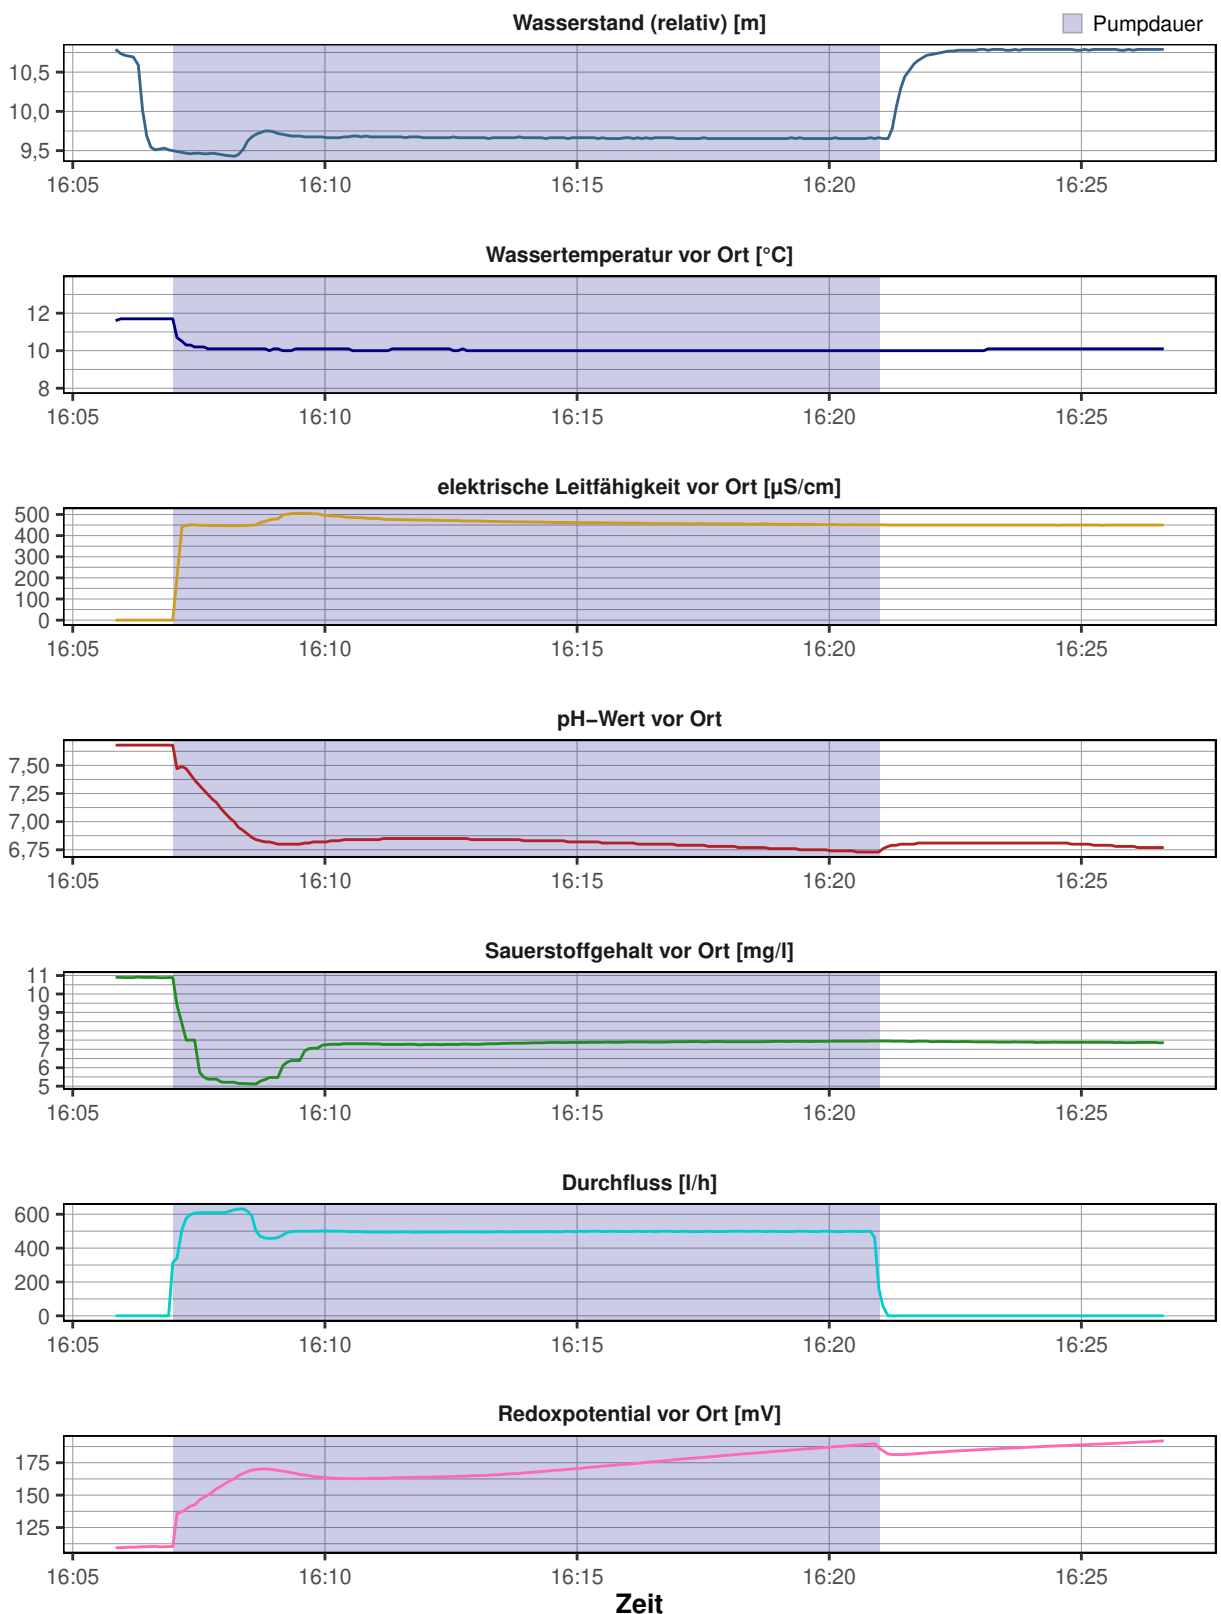 Wasserstand (relativ) [m]
Pumpdauer
10,5
10,0
9,5
16:05 16:10 16:15 16:20 16:25
Wassertemperatur vor Ort [°C]
12
10
8
16:05 16:10 16:15 16:20 16:25
elektrische Leitfähigkeit vor Ort [µS/cm]
500
400
300
200
100
0
16:05 16:10 16:15 16:20 16:25
pH−Wert vor Ort
7,50
7,25
7,00
6,75
16:05 16:10 16:15 16:20 16:25
Sauerstoffgehalt vor Ort [mg/l]
11
10
9
8
7
6
5
16:05 16:10 16:15 16:20 16:25
Durchfluss [l/h]
600
400
200
0
16:05 16:10 16:15 16:20 16:25
Redoxpotential vor Ort [mV]
175
150
125
16:05 16:10 16:15 16:20 16:25
Zeit